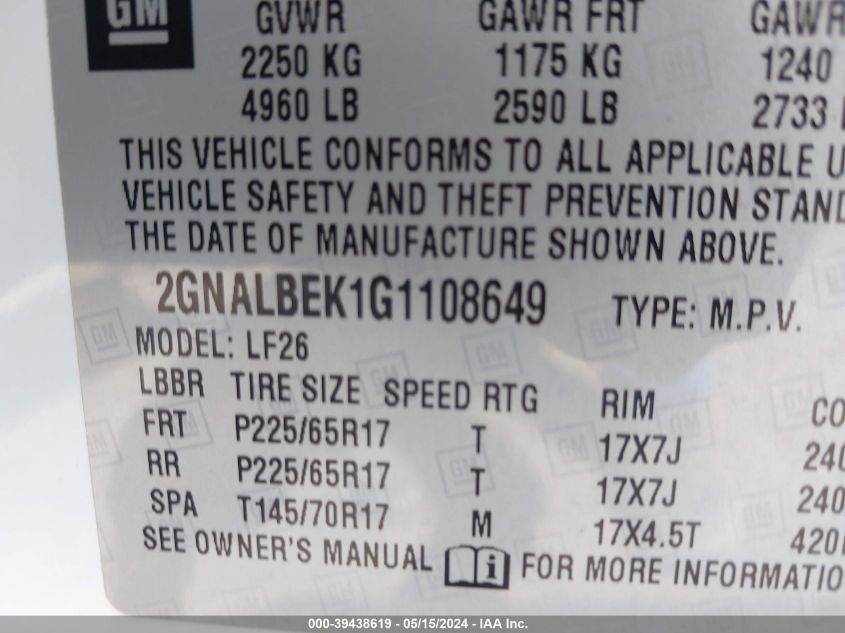 GM GVWR GAWR FRT GAWR
2250 KG 1175 KG 1240
4960 LB 2590 LB 2733
THIS VEHICLE CONFORMS TO ALL APPLICABLE U
VEHICLE SAFETY AND THEFT PREVENTION STAND
THE DATE OF MANUFACTURE SHOWN ABOVE.
2GNALBEK1G1108649 TYPE: M.P.V.
MODEL: LF26
LBBR TIRE SIZE SPEED RTG RIM CO
FRT P225/65R17 T 17X7J 240
RR P225/65R17 T 17X7J 240
SPA T145/70R17 M 17X4.5T 420
SEE OWNER'S MANUAL i FOR MORE INFORMATIO
000-39438619 - 05/15/2024 - IAA Inc.